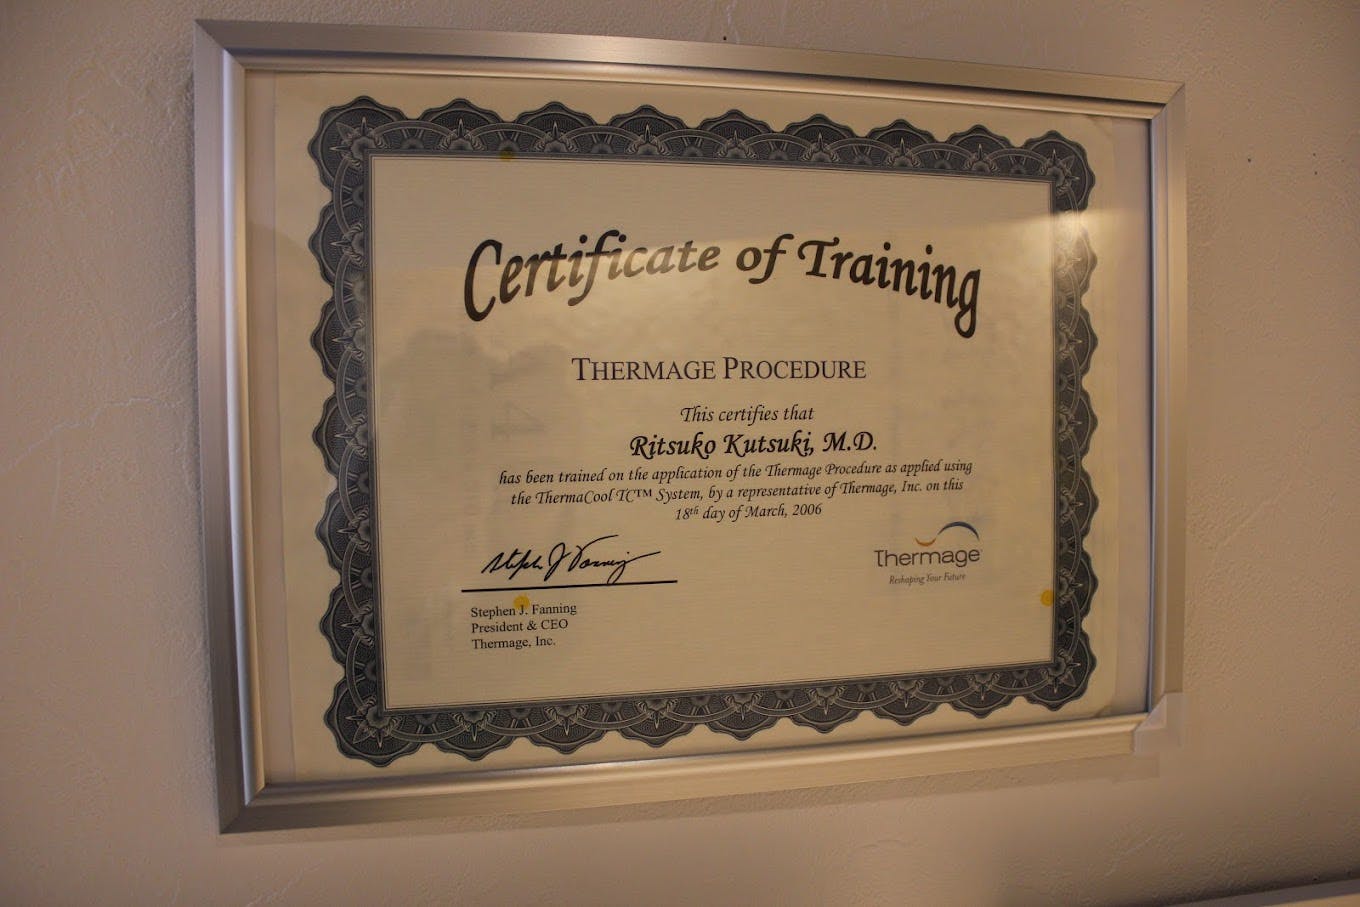 Certificate of Training
THERMAGE PROCEDURE
This certifies that
Ritsuko Kutsuki, M.D.
has been trained on the application of the Thermage Procedure as applied using
the ThermaCool TC™ System, by a representative of Thermage, Inc. on this
18th day of March, 2006
Stephen J Fanning
Thermage
Reshaping Your Future
Stephen J. Fanning
President & CEO
Thermage, Inc.